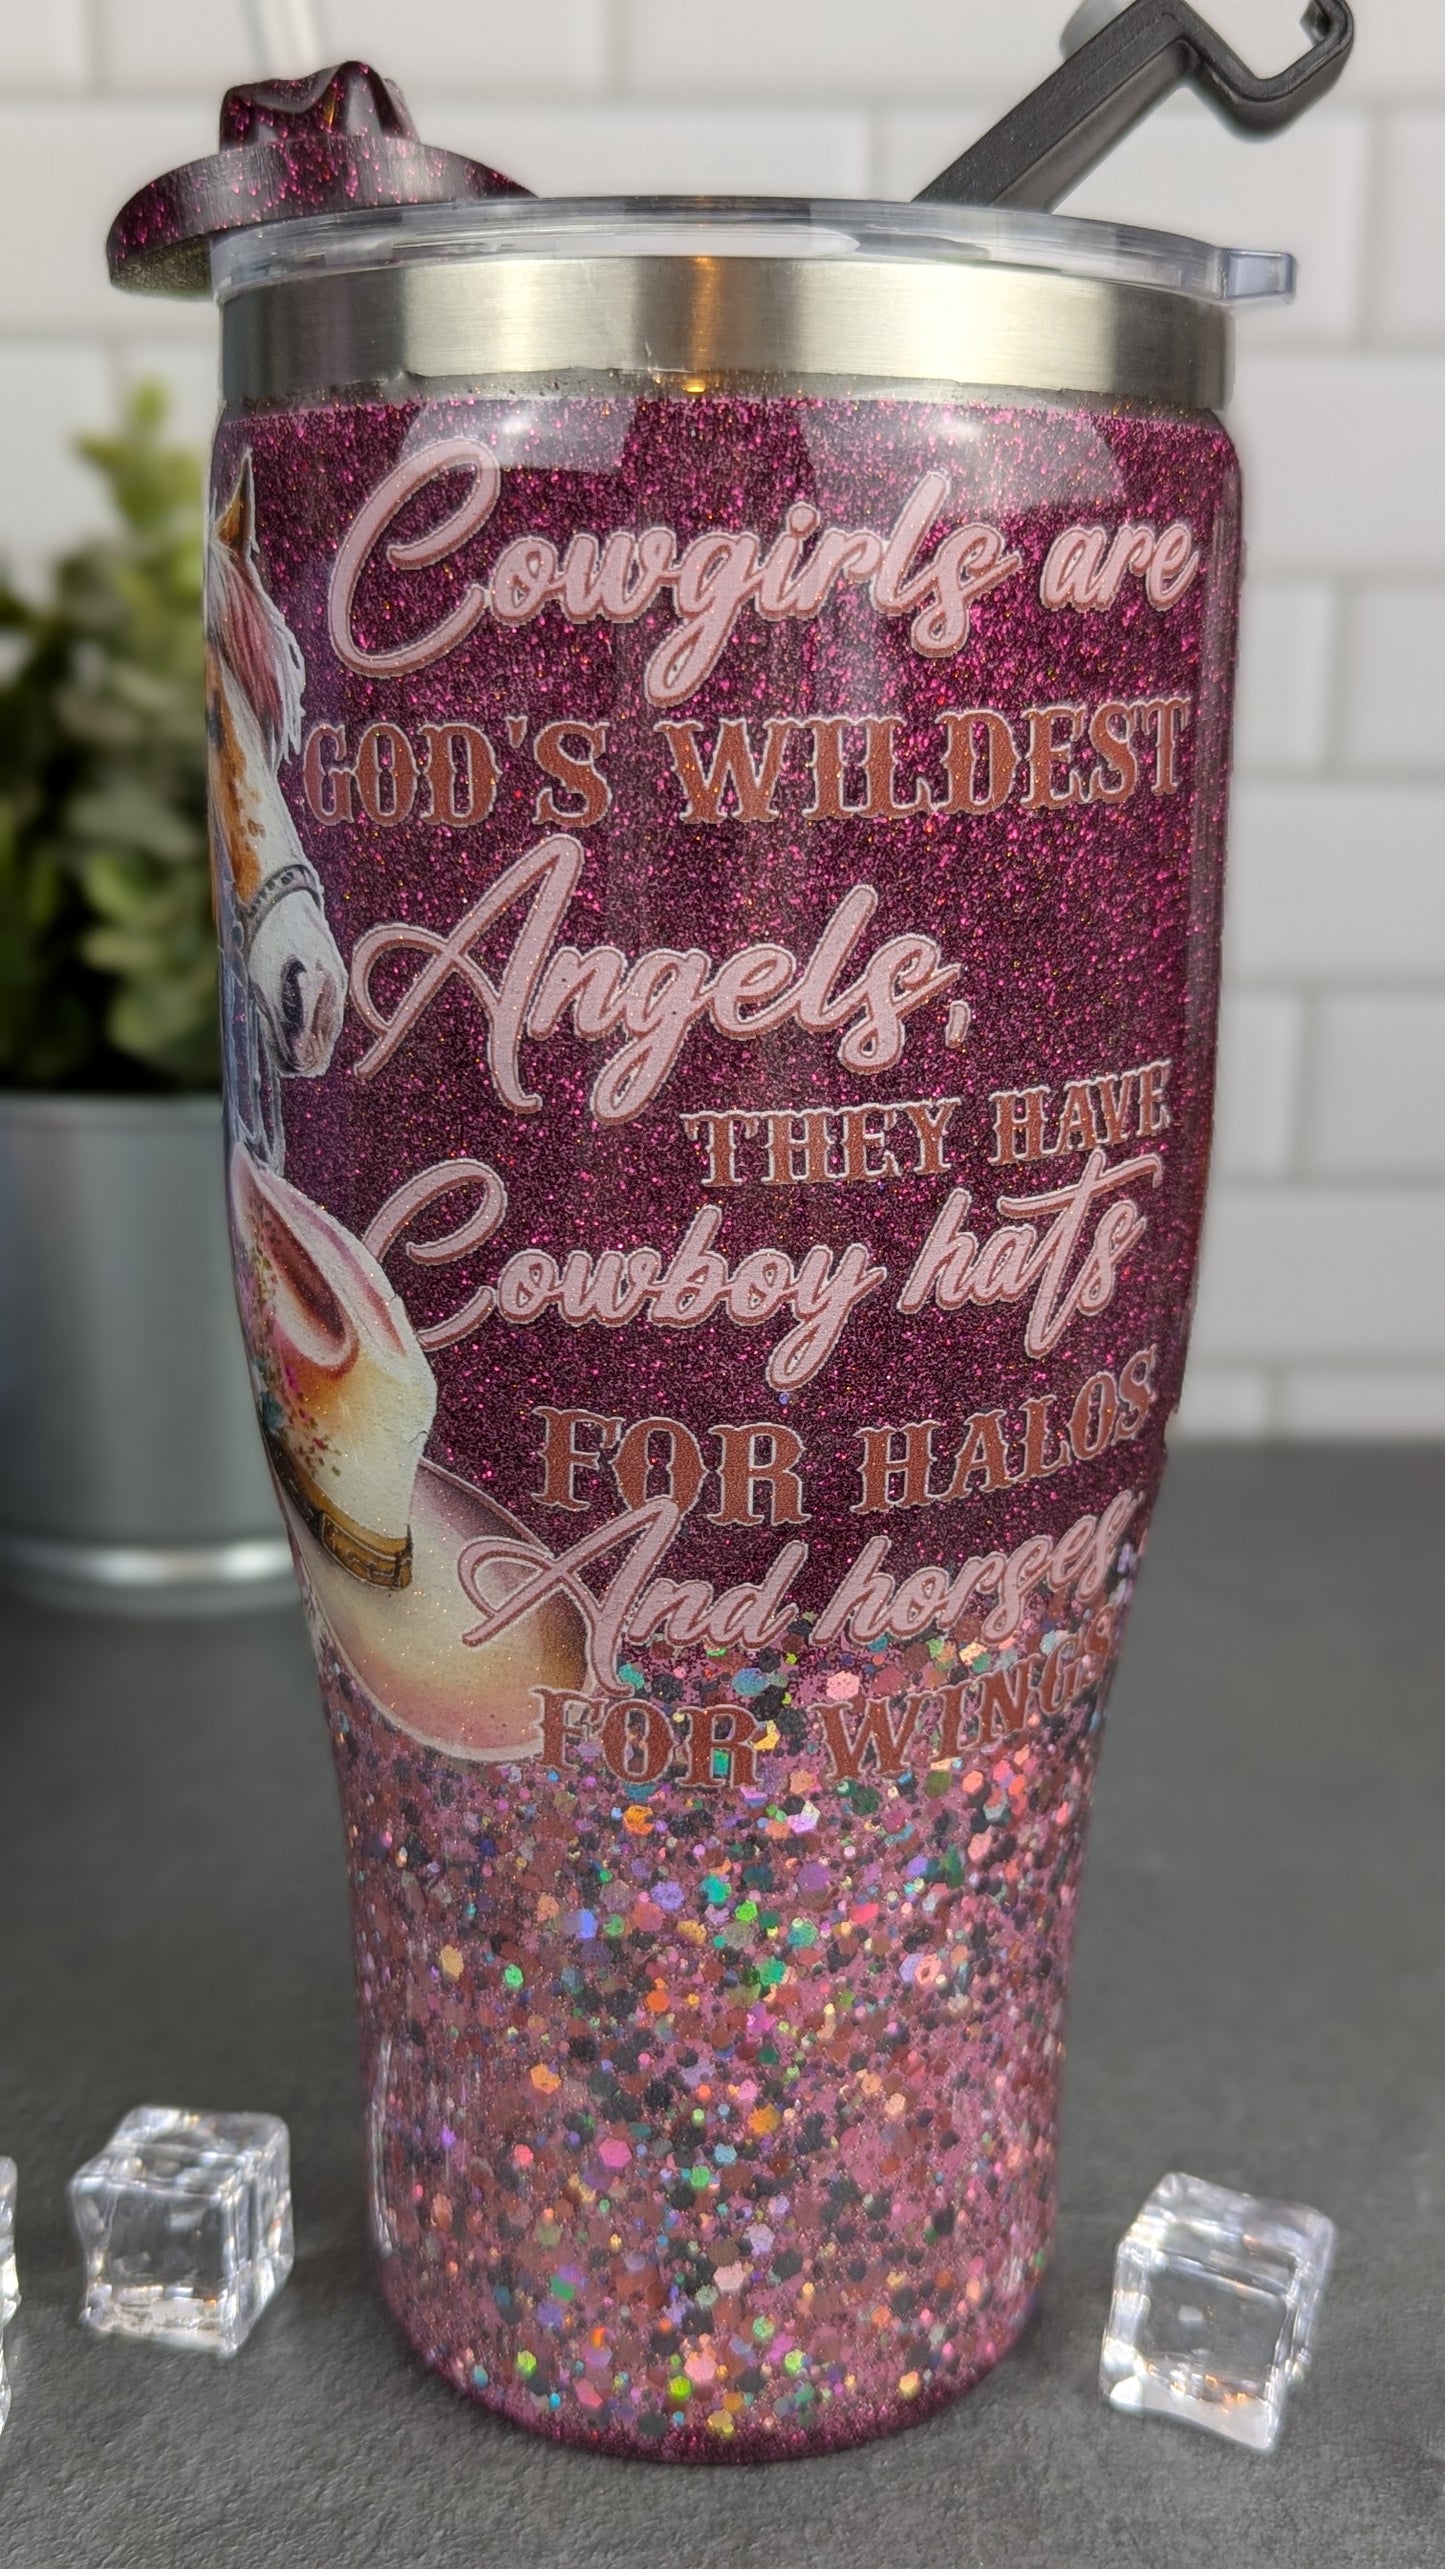 Cowgirls are
GOD'S WILDEST
Angels,
THEY HAVE
Cowboy hats
FOR HALOS
And horses
FOR WINGS